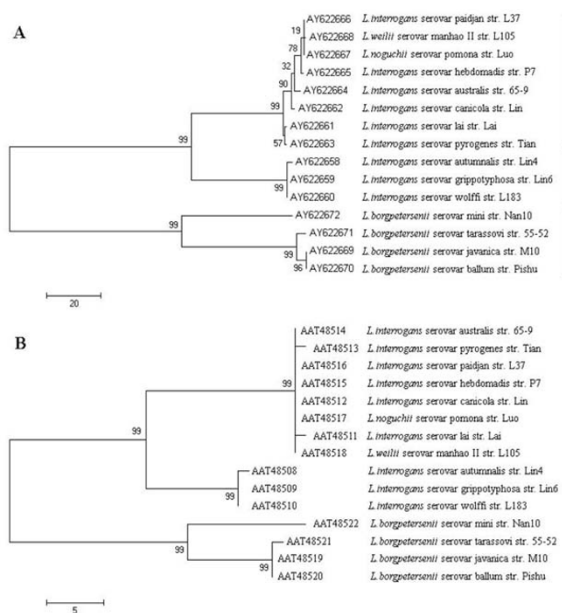 A
AY622666 L.interrogans serovar paidjan str. L37
19
AY622668 L.weilii serovar manhao II str. L105
78
AY622667 L.noguchii serovar pomona str. Luo
32
AY622665 L.interrogans serovar hebdomadis str. P7
90
AY622664 L.interrogans serovar australis str. 65-9
99
AY622662 L.interrogans serovar canicola str. Lin
AY622661 L.interrogans serovar lai str. Lai
99
57 AY622663 L.interrogans serovar pyrogenes str. Tian
AY622658 L.interrogans serovar autumnalis str. Lin4
AY622659 L.interrogans serovar grippotyphosa str. Lin6
99
AY622660 L.interrogans serovar wolffi str. L183
99
AY622672 L.borgpetersenii serovar mini str. Nan10
AY622671 L.borgpetersenii serovar tarassovi str. 55-52
99
AY622669 L.borgpetersenii serovar javanica str. M10
96 AY622670 L.borgpetersenii serovar ballum str. Pishu
20
B
AAT48514 L.interrogans serovar australis str. 65-9
AAT48513 L.interrogans serovar pyrogenes str. Tian
AAT48516 L.interrogans serovar paidjan str. L37
99
AAT48515 L.interrogans serovar hebdomadis str. P7
AAT48512 L.interrogans serovar canicola str. Lin
AAT48517 L.noguchii serovar pomona str. Luo
99
AAT48511 L.interrogans serovar lai str. Lai
AAT48518 L.weilii serovar manhao II str. L105
AAT48508 L.interrogans serovar autumnalis str. Lin4
AAT48509 L.interrogans serovar grippotyphosa str. Lin6
99
AAT48510 L.interrogans serovar wolffi str. L183
AAT48522 L.borgpetersenii serovar mini str. Nan10
AAT48521 L.borgpetersenii serovar tarassovi str. 55-52
99
AAT48519 L.borgpetersenii serovar javanica str. M10
99
AAT48520 L.borgpetersenii serovar ballum str. Pishu
5